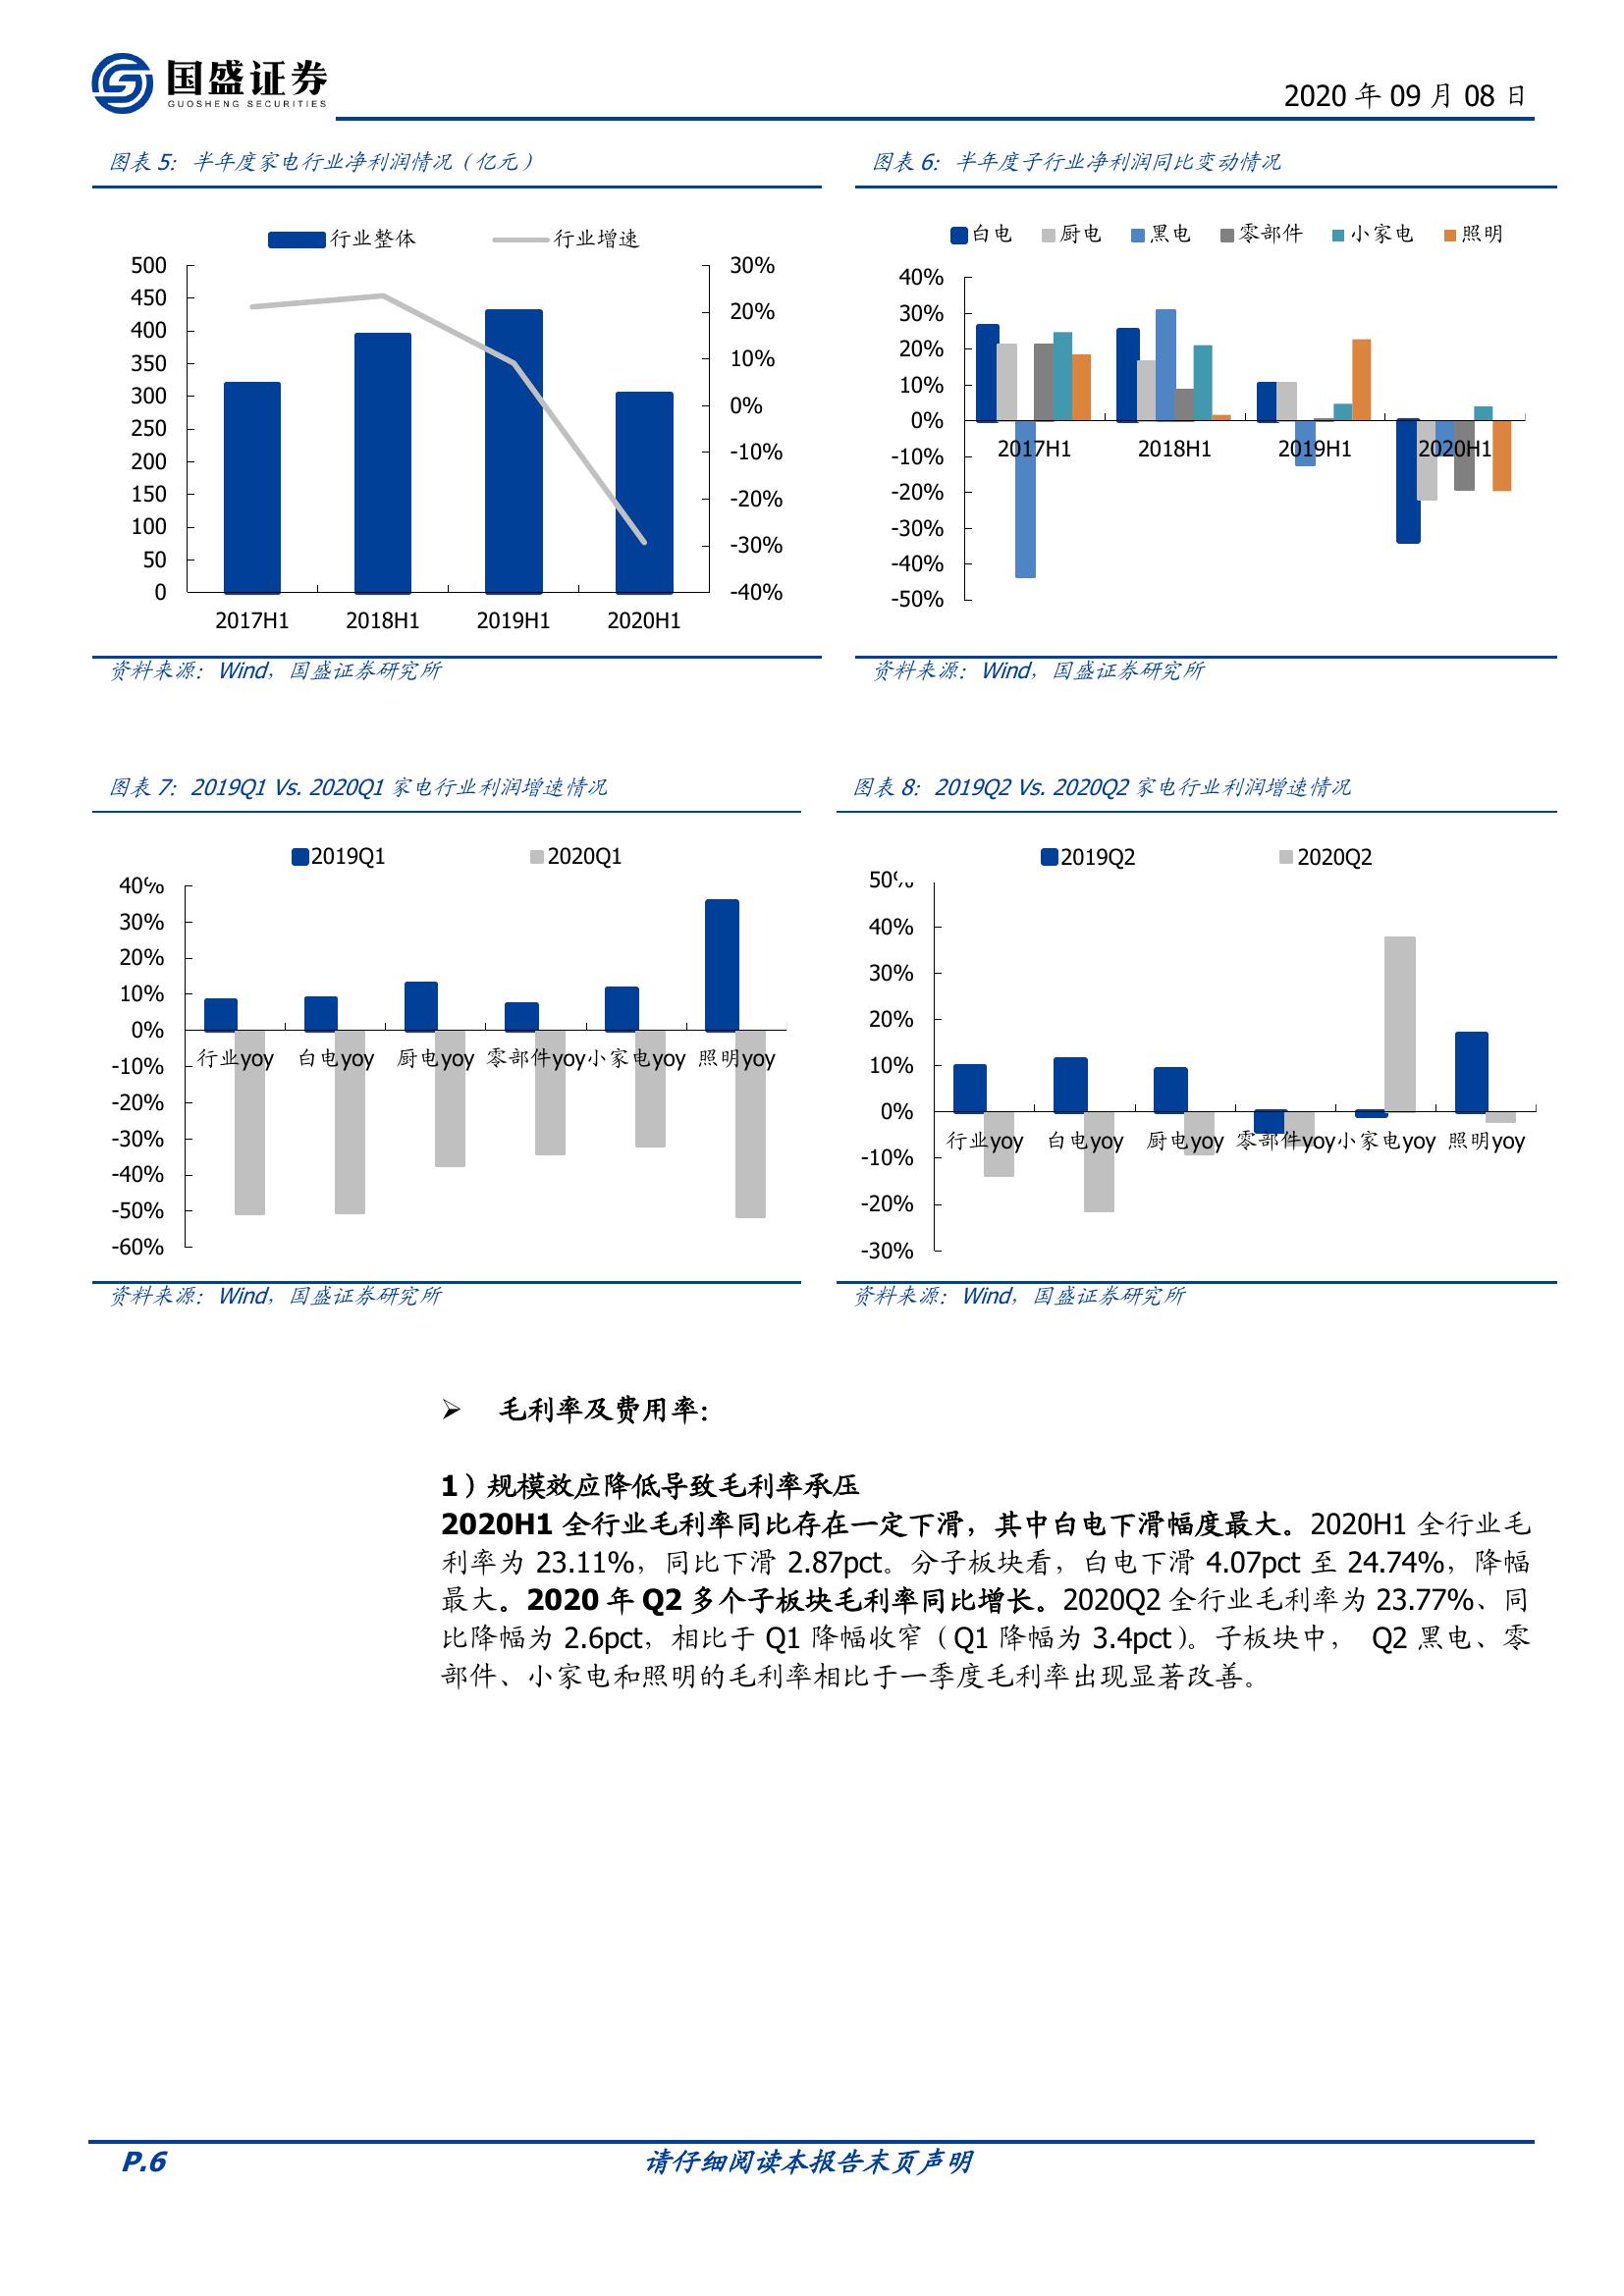 国盛证券
GUOSHENG SECURITIES
2020 年 09 月 08 日
图表 5：半年度家电行业净利润情况（亿元）
行业整体 行业增速
500
450
400
350
300
250
200
150
100
50
0
30%
20%
10%
0%
-10%
-20%
-30%
-40%
2017H1 2018H1 2019H1 2020H1
资料来源：Wind，国盛证券研究所
图表 6：半年度子行业净利润同比变动情况
白电 厨电 黑电 零部件 小家电 照明
40%
30%
20%
10%
0%
-10%
-20%
-30%
-40%
-50%
2017H1 2018H1 2019H1 2020H1
资料来源：Wind，国盛证券研究所
图表 7：2019Q1 Vs. 2020Q1 家电行业利润增速情况
2019Q1 2020Q1
40%
30%
20%
10%
0%
-10%
-20%
-30%
-40%
-50%
-60%
行业yoy 白电yoy 厨电yoy 零部件yoy 小家电yoy 照明yoy
资料来源：Wind，国盛证券研究所
图表 8：2019Q2 Vs. 2020Q2 家电行业利润增速情况
2019Q2 2020Q2
50%
40%
30%
20%
10%
0%
-10%
-20%
-30%
行业yoy 白电yoy 厨电yoy 零部件yoy 小家电yoy 照明yoy
资料来源：Wind，国盛证券研究所
➢ 毛利率及费用率：
1）规模效应降低导致毛利率承压
2020H1 全行业毛利率同比存在一定下滑，其中白电下滑幅度最大。2020H1 全行业毛
利率为 23.11%，同比下滑 2.87pct。分子板块看，白电下滑 4.07pct 至 24.74%，降幅
最大。2020 年 Q2 多个子板块毛利率同比增长。2020Q2 全行业毛利率为 23.77%、同
比降幅为 2.6pct，相比于 Q1 降幅收窄（Q1 降幅为 3.4pct）。子板块中， Q2 黑电、零
部件、小家电和照明的毛利率相比于一季度毛利率出现显著改善。
P.6
请仔细阅读本报告末页声明